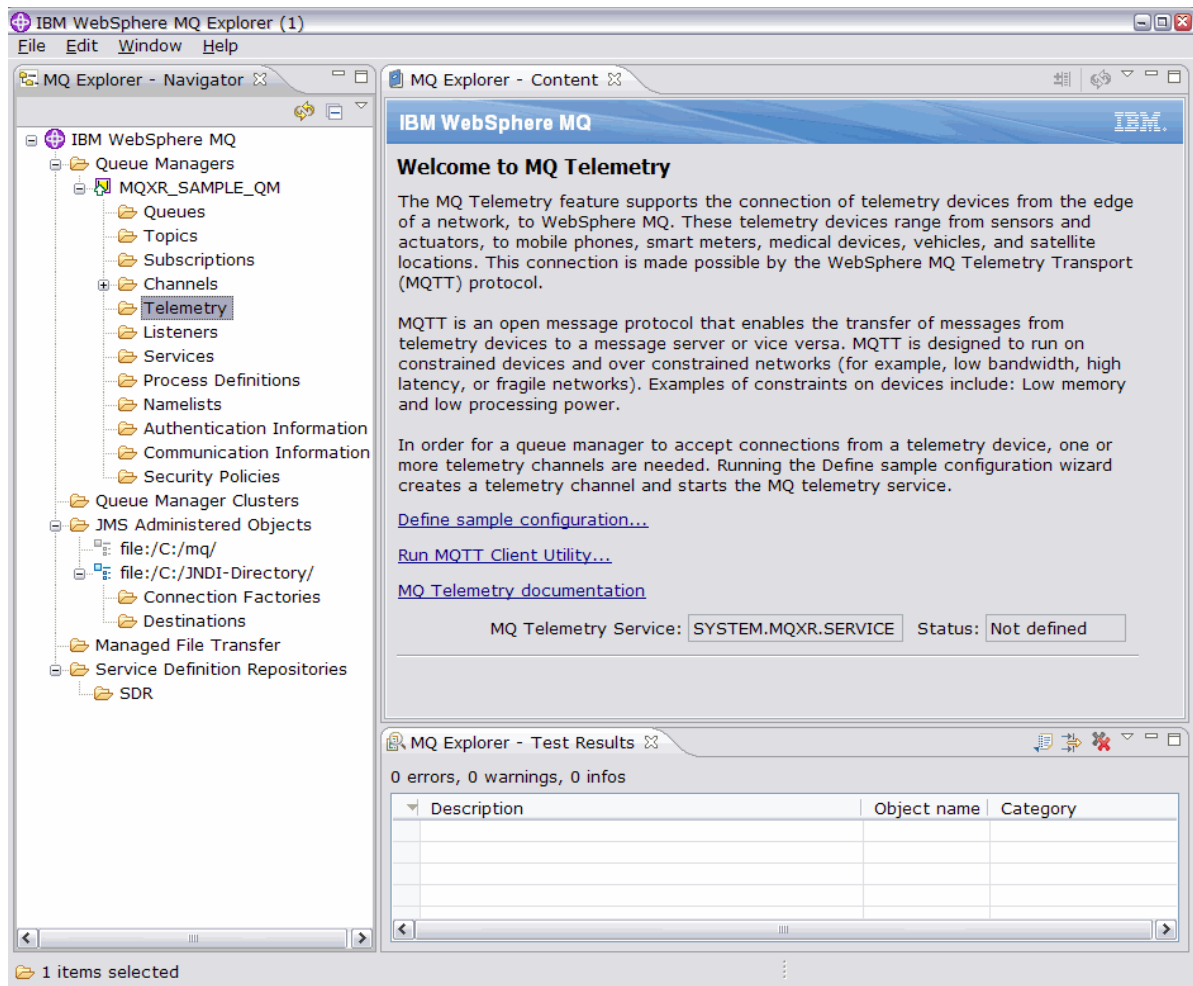 IBM WebSphere MQ Explorer (1)
File Edit Window Help
MQ Explorer - Navigator
IBM WebSphere MQ
Queue Managers
MQXR_SAMPLE_QM
Queues
Topics
Subscriptions
Channels
Telemetry
Listeners
Services
Process Definitions
Namelists
Authentication Information
Communication Information
Security Policies
Queue Manager Clusters
JMS Administered Objects
file:/C:/mq/
file:/C:/JNDI-Directory/
Connection Factories
Destinations
Managed File Transfer
Service Definition Repositories
SDR
MQ Explorer - Content
IBM WebSphere MQ
IBM.
Welcome to MQ Telemetry
The MQ Telemetry feature supports the connection of telemetry devices from the edge
of a network, to WebSphere MQ. These telemetry devices range from sensors and
actuators, to mobile phones, smart meters, medical devices, vehicles, and satellite
locations. This connection is made possible by the WebSphere MQ Telemetry Transport
(MQTT) protocol.
MQTT is an open message protocol that enables the transfer of messages from
telemetry devices to a message server or vice versa. MQTT is designed to run on
constrained devices and over constrained networks (for example, low bandwidth, high
latency, or fragile networks). Examples of constraints on devices include: Low memory
and low processing power.
In order for a queue manager to accept connections from a telemetry device, one or
more telemetry channels are needed. Running the Define sample configuration wizard
creates a telemetry channel and starts the MQ telemetry service.
Define sample configuration...
Run MQTT Client Utility...
MQ Telemetry documentation
MQ Telemetry Service: SYSTEM.MQXR.SERVICE Status: Not defined
MQ Explorer - Test Results
0 errors, 0 warnings, 0 infos
Description Object name Category
1 items selected